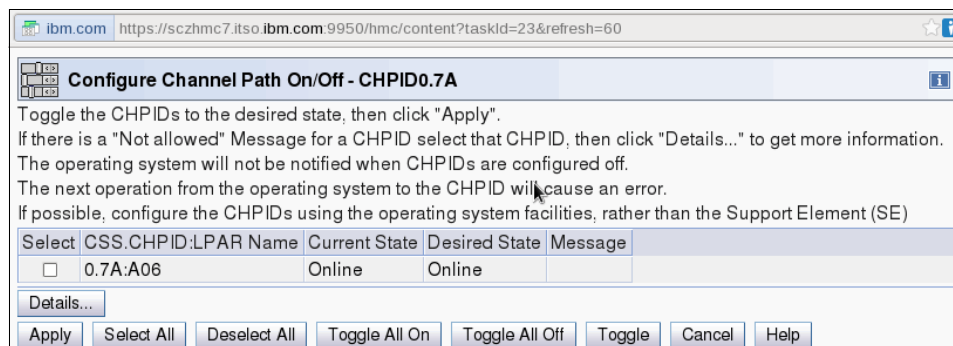 ibm.com https://sczhmc7.itso.ibm.com:9950/hmc/content?taskId=23&refresh=60
Configure Channel Path On/Off - CHPID0.7A
Toggle the CHPIDs to the desired state, then click "Apply".
If there is a "Not allowed" Message for a CHPID select that CHPID, then click "Details..." to get more information.
The operating system will not be notified when CHPIDs are configured off.
The next operation from the operating system to the CHPID will cause an error.
If possible, configure the CHPIDs using the operating system facilities, rather than the Support Element (SE)
Select CSS.CHPID:LPAR Name Current State Desired State Message
0.7A:A06 Online Online
Details...
Apply Select All Deselect All Toggle All On Toggle All Off Toggle Cancel Help